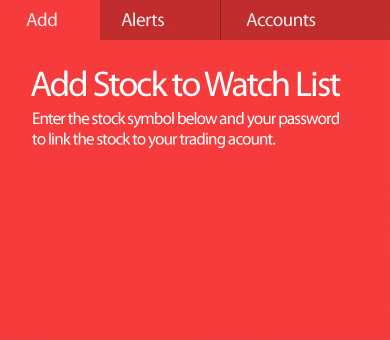 Add
Alerts
Accounts
Add Stock to Watch List
Enter the stock symbol below and your password
to link the stock to your trading acount.